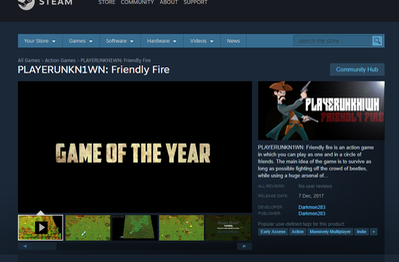 STEAM
STORE COMMUNITY ABOUT SUPPORT
Your Store Games Software Hardware Videos News
search the store
All Games > Action Games > PLAYERUNKN1WN: Friendly Fire
PLAYERUNKN1WN: Friendly Fire
Community Hub
GAME OF THE YEAR
PLAYERUNKN1WN
FRIENDLY FIRE
PLAYERUNKN1WN: Friendly fire is an action game
in which you can play as one and in a circle of
friends. The main idea of the game is to survive as
long as possible fighting off the crowd of beetles,
while using a huge arsenal of...
ALL REVIEWS: No user reviews
RELEASE DATE: 7 Dec, 2017
DEVELOPER: Darkmon283
PUBLISHER: Darkmon283
Popular user-defined tags for this product:
Early Access Action Massively Multiplayer Indie +